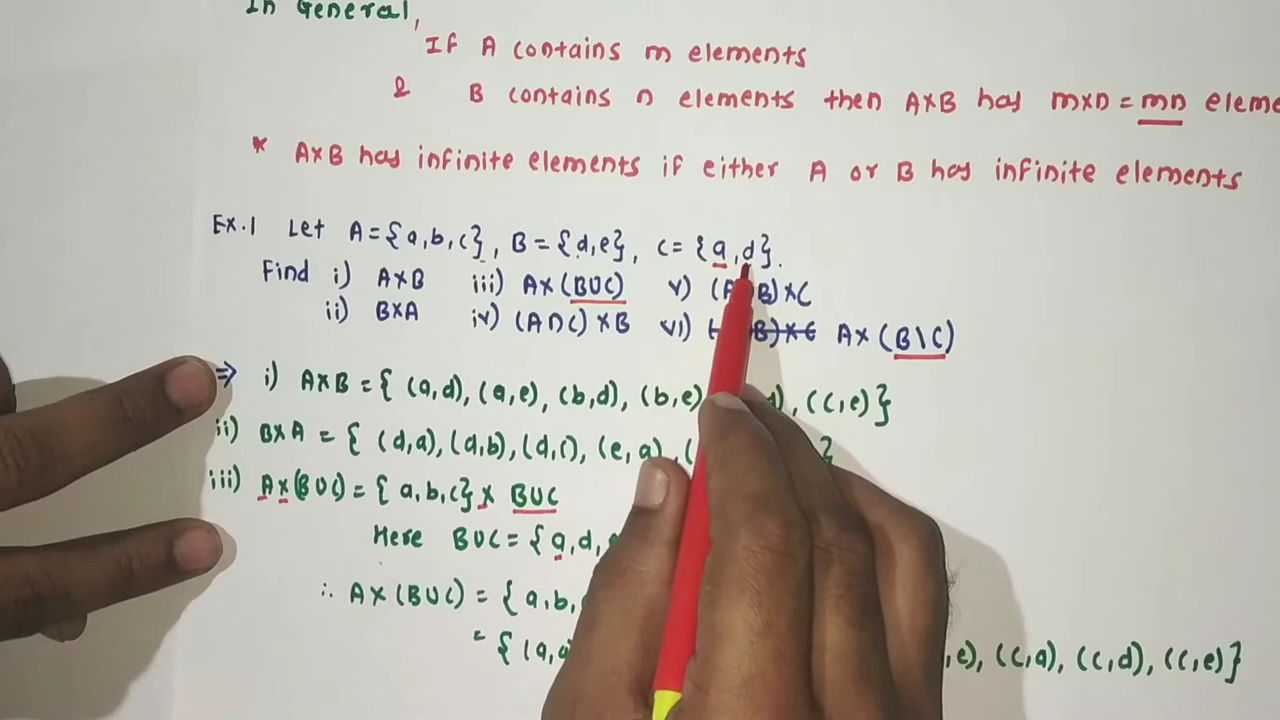 In General,
If A contains m elements
& B contains n elements then A×B has m×n = mn eleme
* A×B has infinite elements if either A or B has infinite elements
Ex.1 Let A={a,b,c}, B={d,e}, C={a,d}.
Find i) A×B iii) A×(B∪C) v) (A B)×C
ii) B×A iv) (A∩C)×B vi) B)×C A×(B\C)
⇒ i) A×B={ (a,d), (a,e), (b,d), (b,e) , (c,e)}
ii) B×A = { (d,a), (d,b), (d,c), (e,a), ( }
iii) A×(B∪C)={ a,b,c} × B∪C
Here B∪C={a,d,
∴ A×(B∪C) = {a,b,
= { (a,a ,e), (c,a), (c,d), (c,e)}